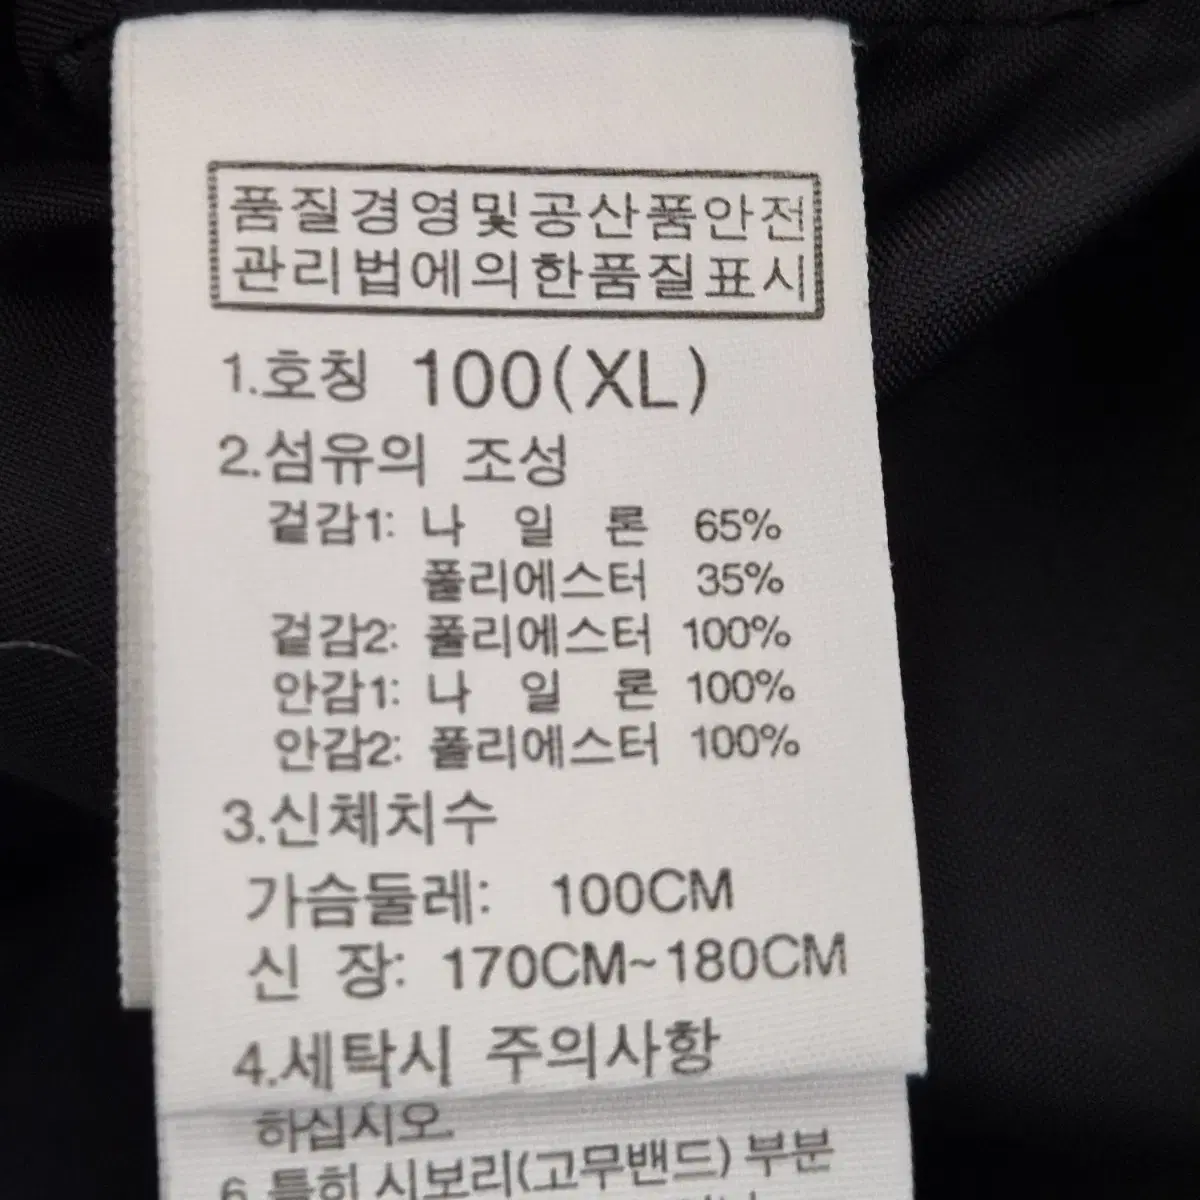 품질경영및공산품안전
관리법에의한품질표시
1.호칭 100(XL)
2.섬유의 조성
겉감1: 나 일 론 65%
폴리에스터 35%
겉감2: 폴리에스터 100%
안감1: 나 일 론 100%
안감2: 폴리에스터 100%
3.신체치수
가슴둘레: 100CM
신 장: 170CM~180CM
4.세탁시 주의사항
하십시오.
6.특히 시보리(고무밴드) 부분